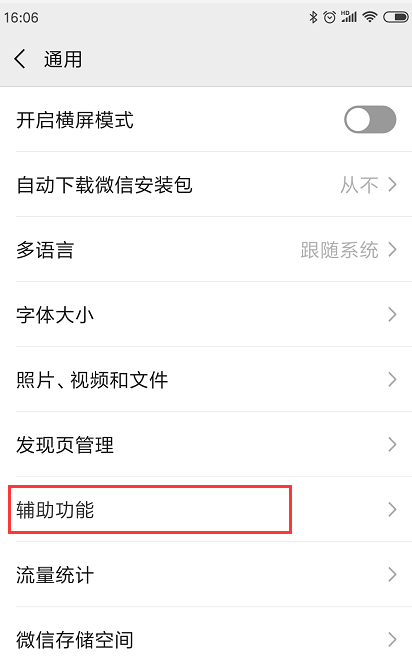 16:06 HD
通用
开启横屏模式
自动下载微信安装包 从不
多语言 跟随系统
字体大小
照片、视频和文件
发现页管理
辅助功能
流量统计
微信存储空间